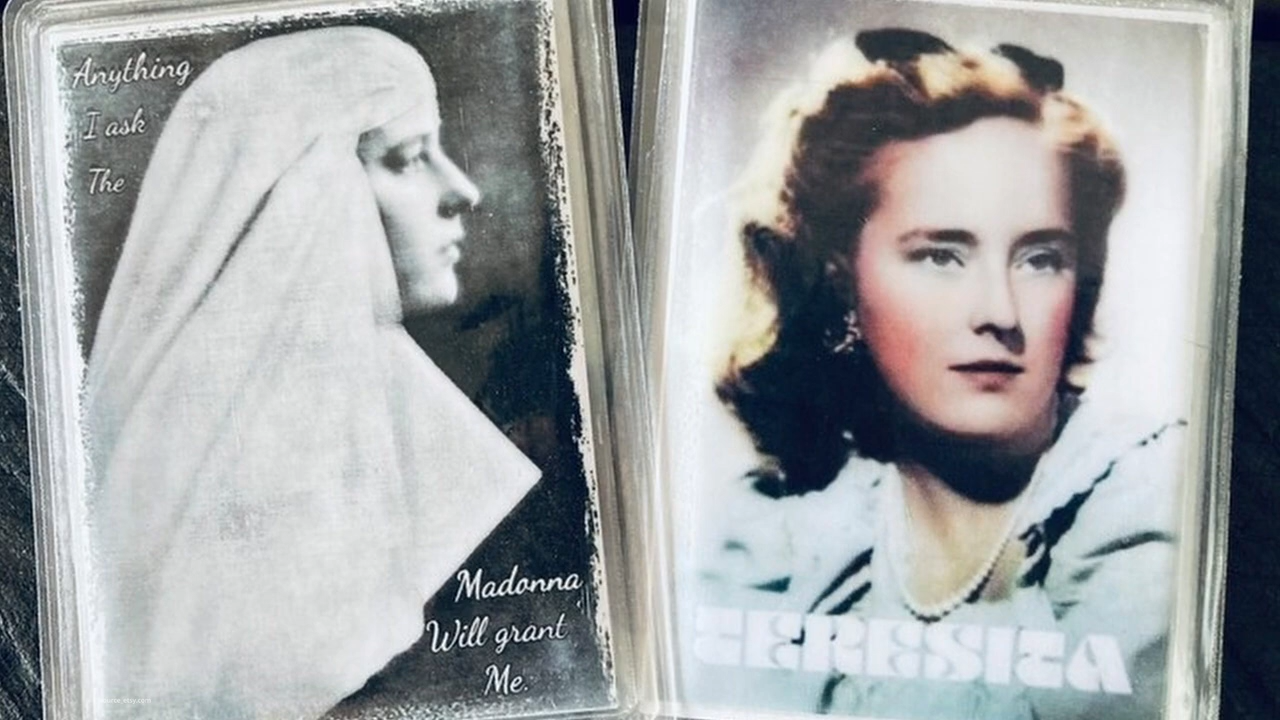 Anything
I ask
The
Madonna
Will grant
Me.
TERESITA